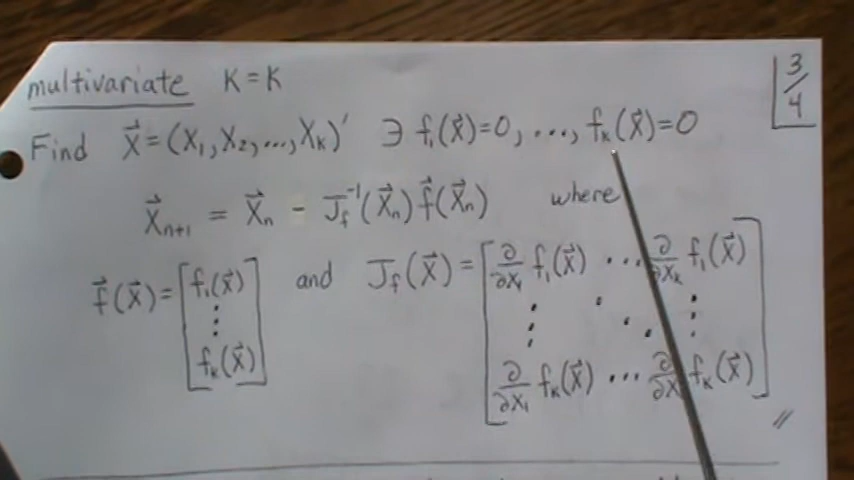 multivariate K = K
3/4
Find x⃗ = (x₁, x₂, ..., xₖ)' ∋ f₁(x⃗) = 0, ..., fₖ(x⃗) = 0
x⃗ₙ₊₁ = x⃗ₙ - J_f⁻¹(x⃗ₙ) f⃗(x⃗ₙ) where
f⃗(x⃗) = [f₁(x⃗) ⋮ fₖ(x⃗)] and J_f(x⃗) = [∂/∂x₁ f₁(x⃗) ... ∂/∂xₖ f₁(x⃗) ⋮ ⋱ ⋮ ∂/∂x₁ fₖ(x⃗) ... ∂/∂x fₖ(x⃗)] //